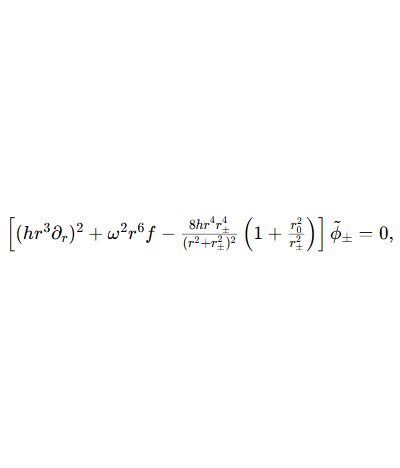 $\left[ (hr^3\partial_r)^2 + \omega^2 r^6 f - \frac{8hr^4 r_\pm^4}{(r^2+r_\pm^2)^2} \left( 1 + \frac{r_0^2}{r_\pm^2} \right) \right] \tilde{\phi}_\pm = 0,$